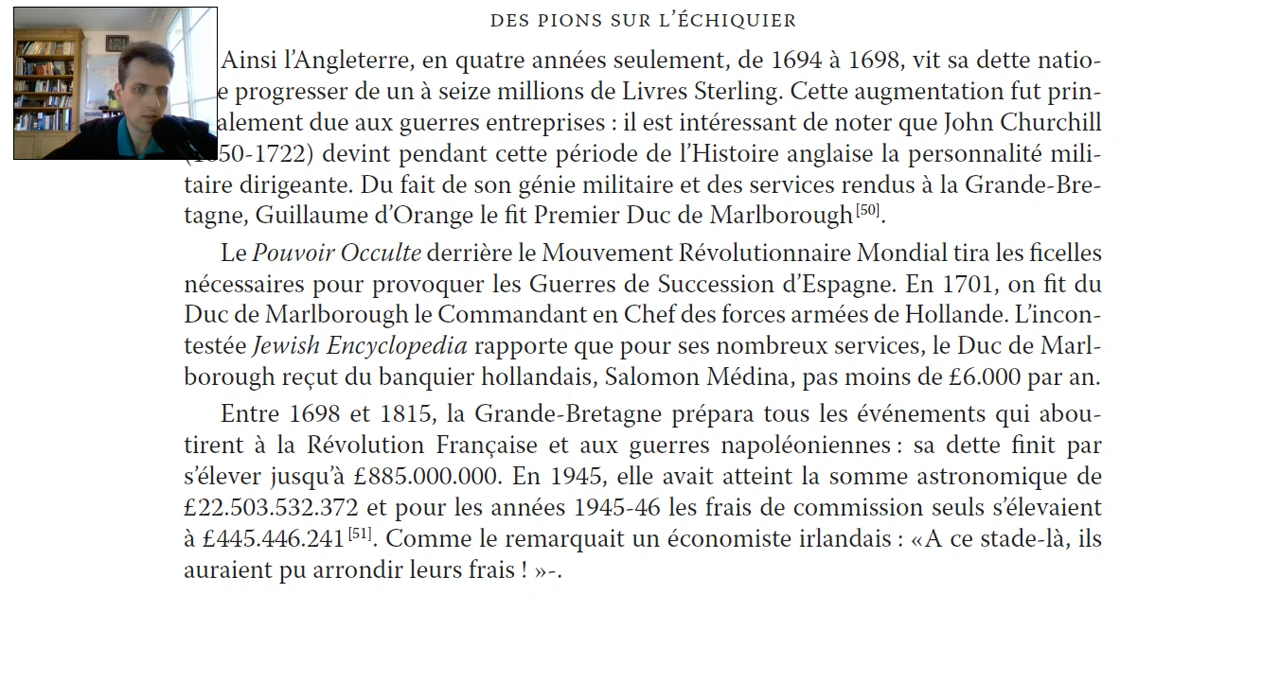 DES PIONS SUR L'ÉCHIQUIER
Ainsi l'Angleterre, en quatre années seulement, de 1694 à 1698, vit sa dette natio-
e progresser de un à seize millions de Livres Sterling. Cette augmentation fut prin-
alement due aux guerres entreprises : il est intéressant de noter que John Churchill
50-1722) devint pendant cette période de l'Histoire anglaise la personnalité mili-
taire dirigeante. Du fait de son génie militaire et des services rendus à la Grande-Bre-
tagne, Guillaume d'Orange le fit Premier Duc de Marlborough[50].
Le Pouvoir Occulte derrière le Mouvement Révolutionnaire Mondial tira les ficelles
nécessaires pour provoquer les Guerres de Succession d'Espagne. En 1701, on fit du
Duc de Marlborough le Commandant en Chef des forces armées de Hollande. L'incon-
testée Jewish Encyclopedia rapporte que pour ses nombreux services, le Duc de Marl-
borough reçut du banquier hollandais, Salomon Médina, pas moins de £6.000 par an.
Entre 1698 et 1815, la Grande-Bretagne prépara tous les événements qui abou-
tirent à la Révolution Française et aux guerres napoléoniennes : sa dette finit par
s'élever jusqu'à £885.000.000. En 1945, elle avait atteint la somme astronomique de
£22.503.532.372 et pour les années 1945-46 les frais de commission seuls s'élevaient
à £445.446.241[51]. Comme le remarquait un économiste irlandais : «A ce stade-là, ils
auraient pu arrondir leurs frais ! »-.